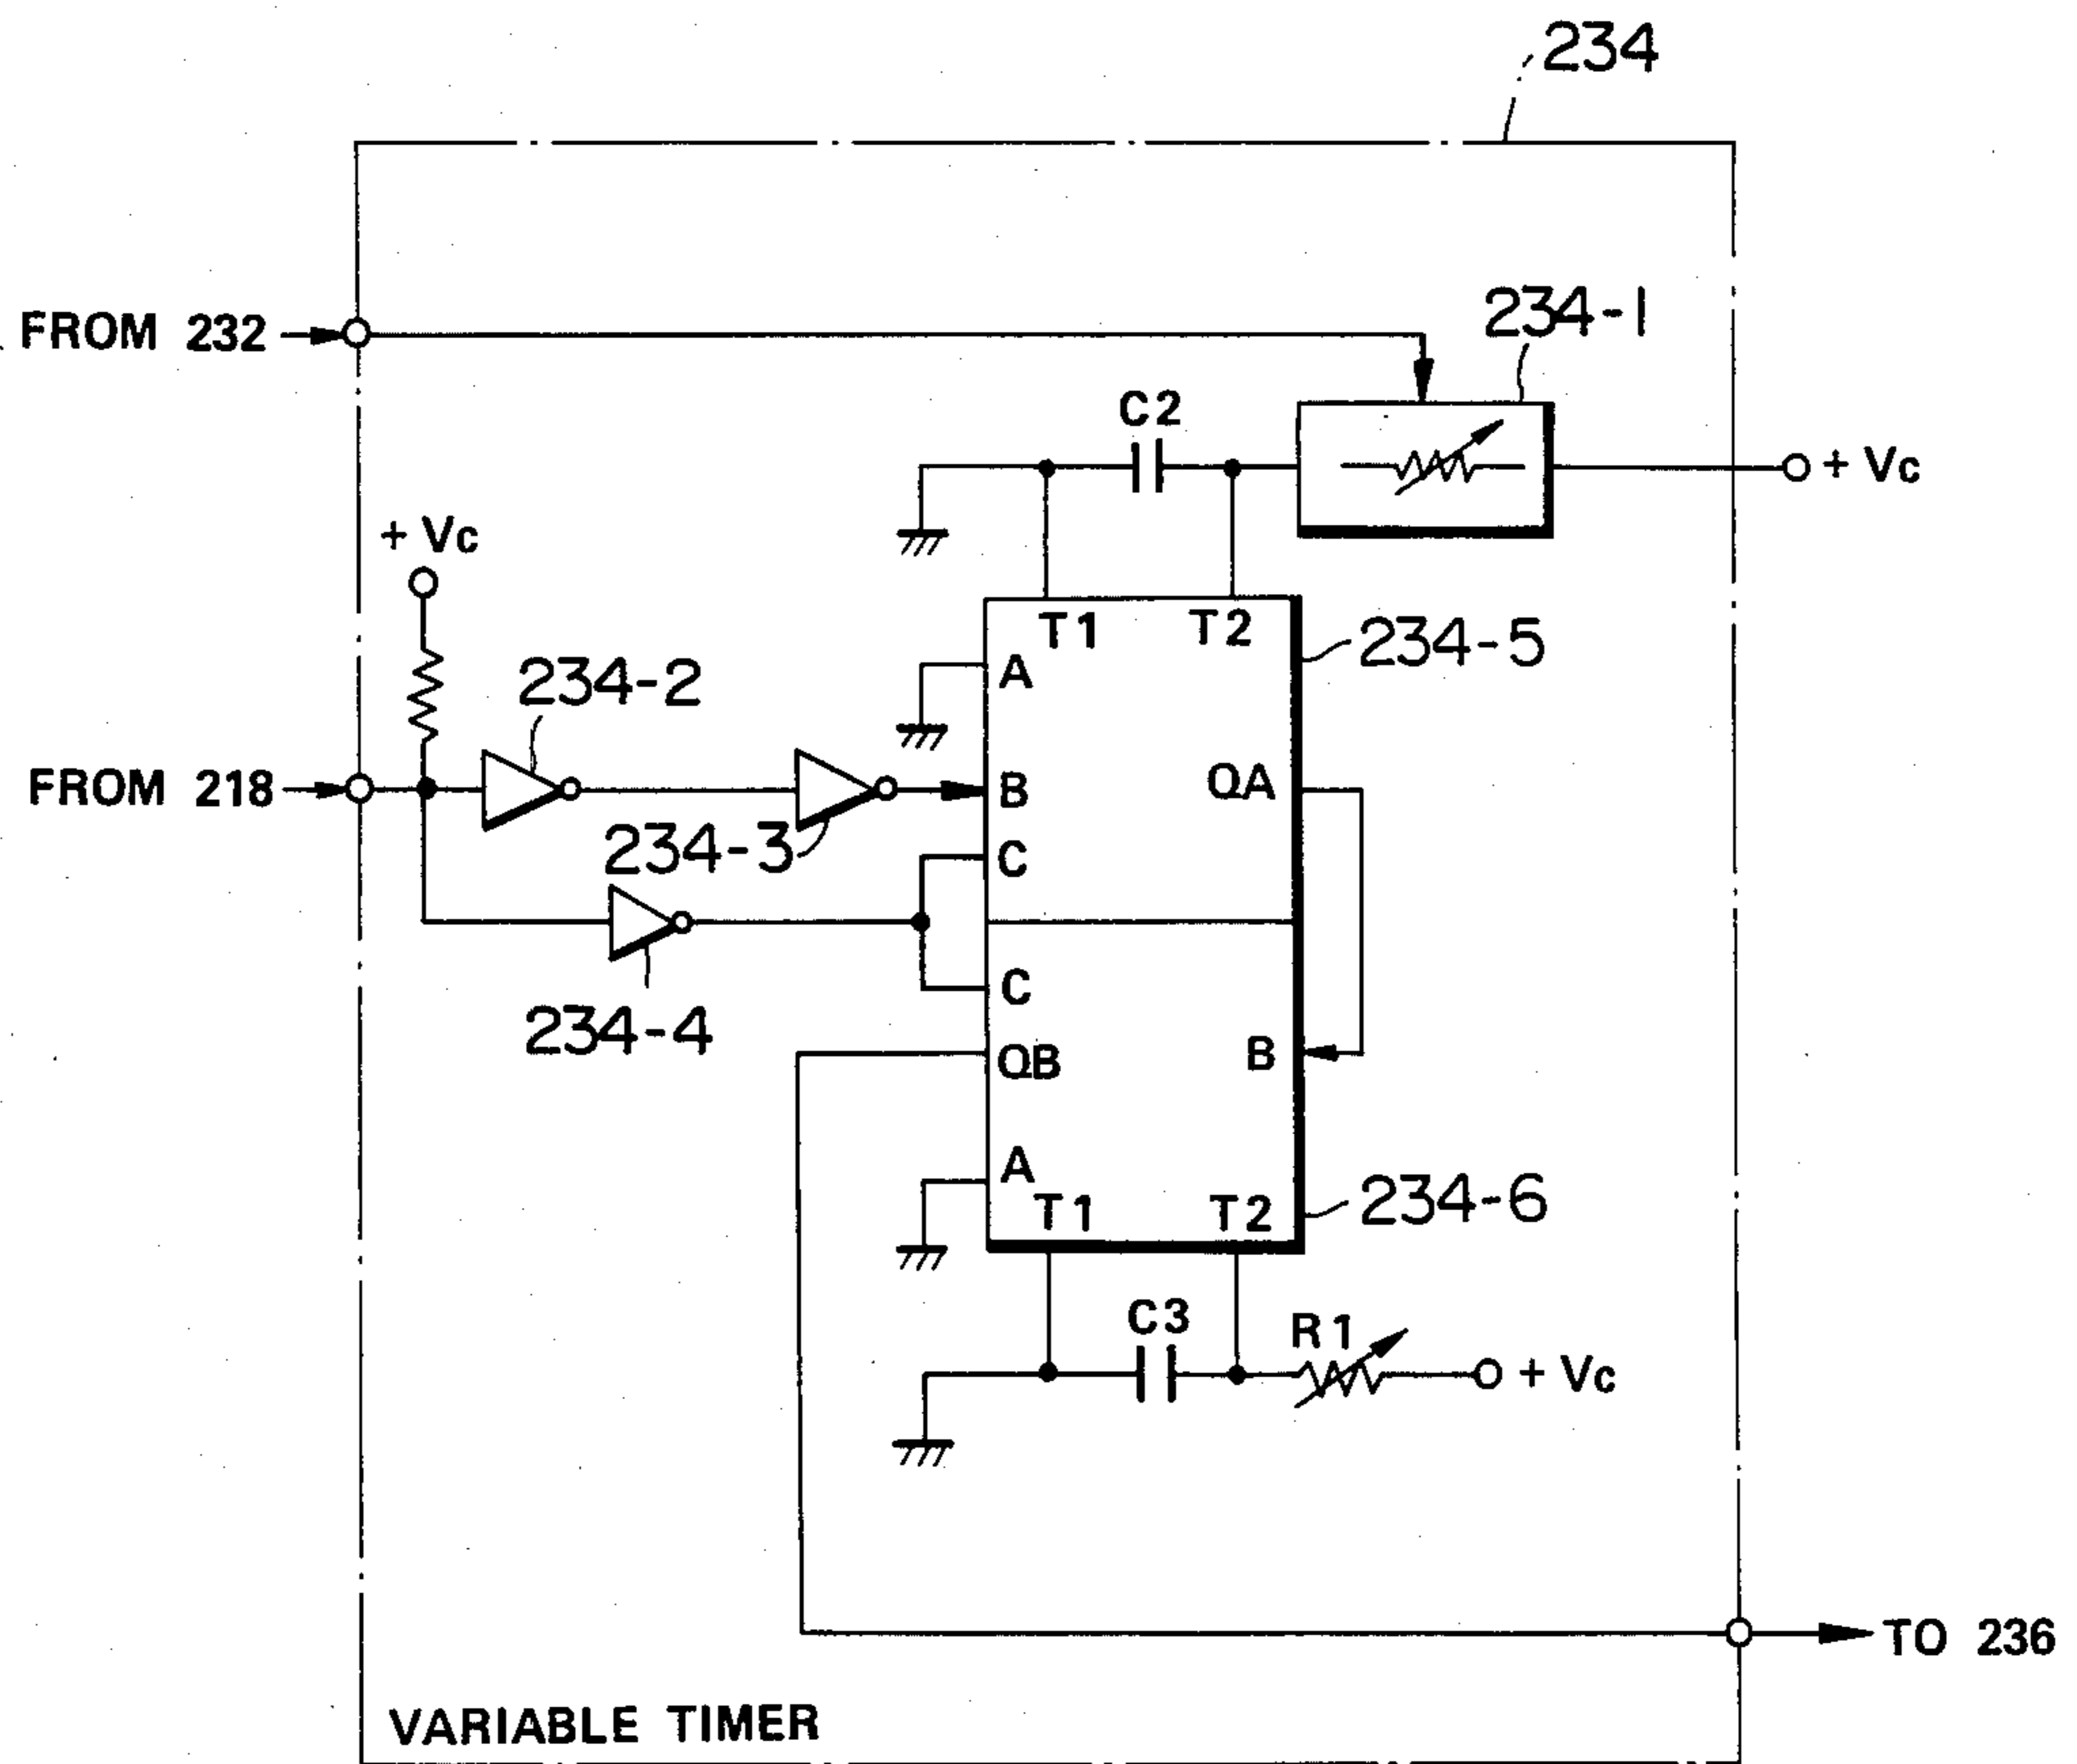 234
FROM 232
234-1
C2
+ Vc
+ Vc
T1 T2
234-5
A
234-2
FROM 218
B
QA
234-3
C
234-4
C
QB
B
A
T1 T2
234-6
C3
R1
+ Vc
TO 236
VARIABLE TIMER